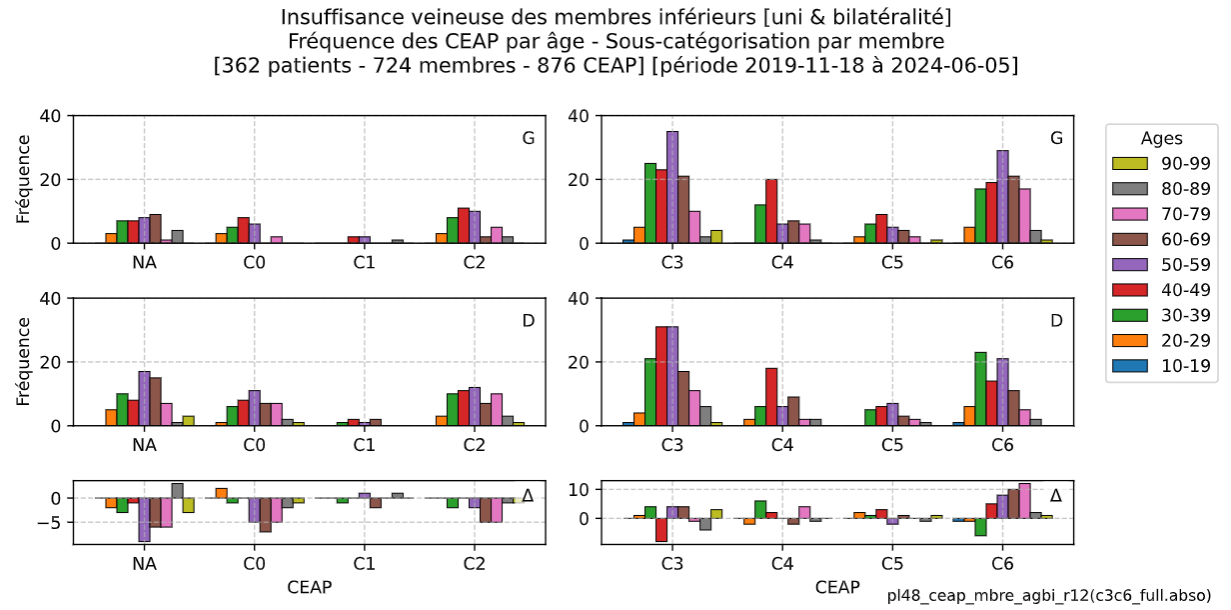 Insuffisance veineuse des membres inférieurs [uni & bilatéralité]
Fréquence des CEAP par âge - Sous-catégorisation par membre
[362 patients - 724 membres - 876 CEAP] [période 2019-11-18 à 2024-06-05]
Fréquence
40
20
0
G
NA C0 C1 C2
40
20
0
G
C3 C4 C5 C6
Ages
90-99
80-89
70-79
60-69
50-59
40-49
30-39
20-29
10-19
Fréquence
40
20
0
D
NA C0 C1 C2
40
20
0
D
C3 C4 C5 C6
0
−5
Δ
NA C0 C1 C2
CEAP
10
0
Δ
C3 C4 C5 C6
CEAP
pl48_ceap_mbre_agbi_r12(c3c6_full.abso)